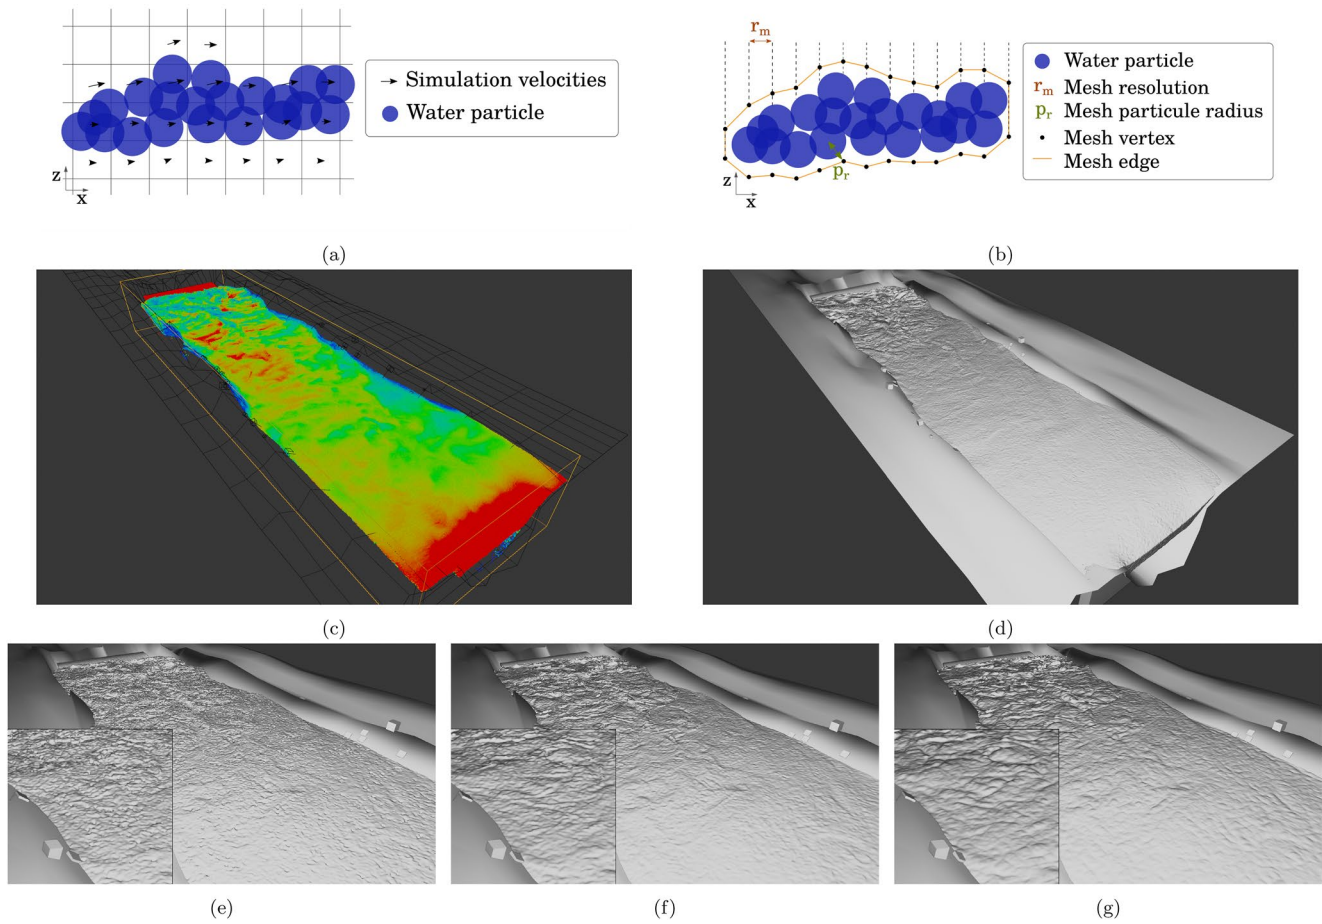 Simulation velocities
Water particle
z
x
(a)
r_m
Water particle
r_m Mesh resolution
p_r Mesh particule radius
Mesh vertex
Mesh edge
p_r
z
x
(b)
(c)
(d)
(e)
(f)
(g)